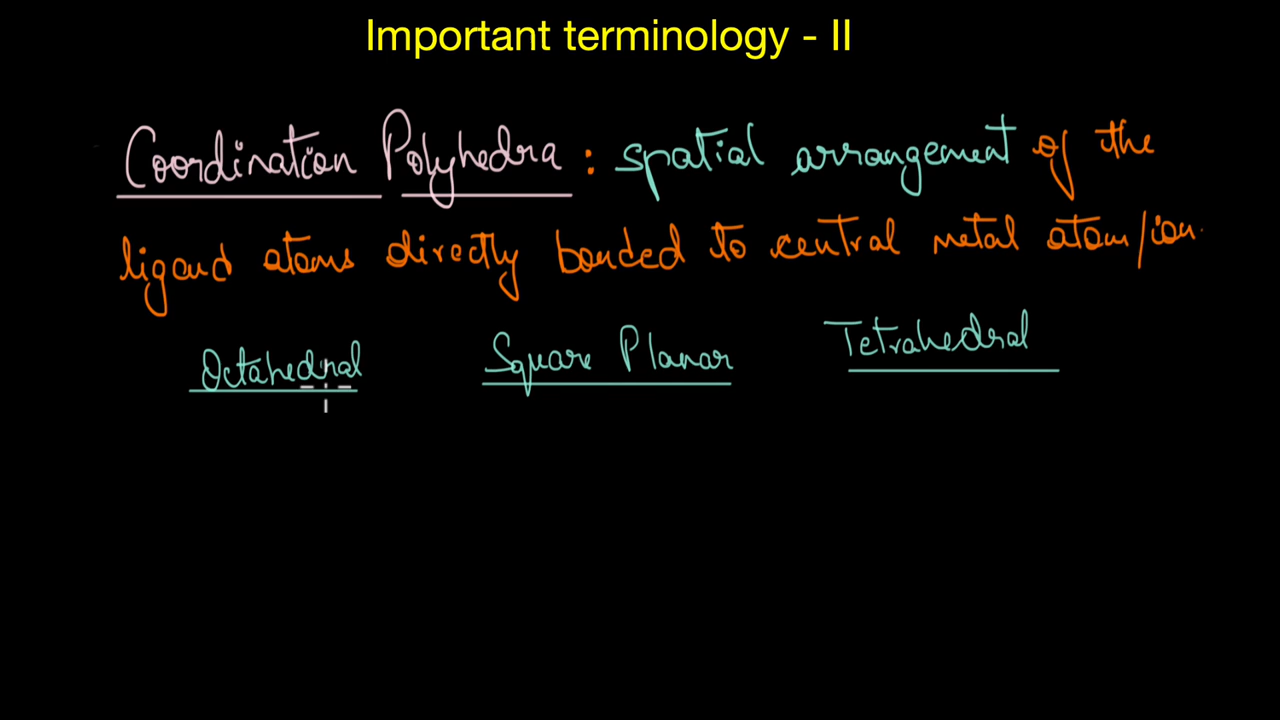 Important terminology - II
Coordination Polyhedra : spatial arrangement of the
ligand atoms directly bonded to central metal atom/ion.
Octahedral Square Planar Tetrahedral